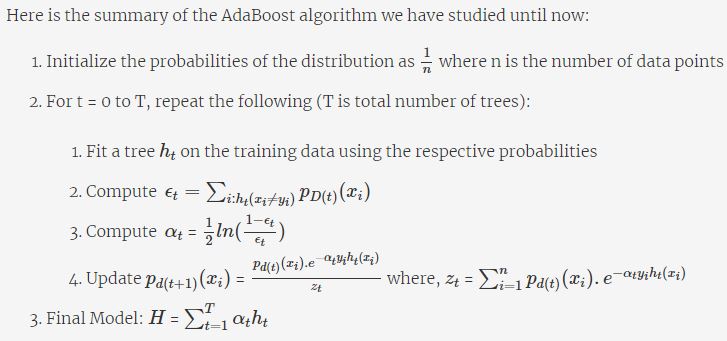 Here is the summary of the AdaBoost algorithm we have studied until now:
1. Initialize the probabilities of the distribution as $\frac{1}{n}$ where n is the number of data points
2. For t = 0 to T, repeat the following (T is total number of trees):
1. Fit a tree $h_t$ on the training data using the respective probabilities
2. Compute $\epsilon_t = \sum_{i:h_t(x_i \neq y_i)} p_{D(t)}(x_i)$
3. Compute $\alpha_t = \frac{1}{2} ln(\frac{1-\epsilon_t}{\epsilon_t})$
4. Update $p_{d(t+1)}(x_i) = \frac{p_{d(t)}(x_i).e^{-\alpha_t y_i h_t(x_i)}}{z_t}$ where, $z_t = \sum_{i=1}^{n} p_{d(t)}(x_i).e^{-\alpha_t y_i h_t(x_i)}$
3. Final Model: $H = \sum_{t=1}^{T} \alpha_t h_t$